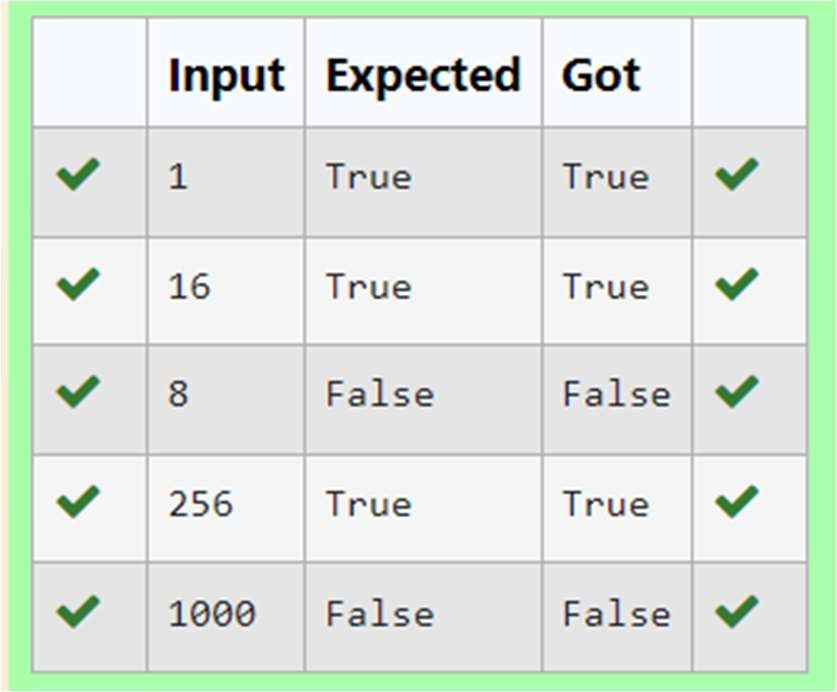 Input Expected Got
1 True True
16 True True
8 False False
256 True True
1000 False False